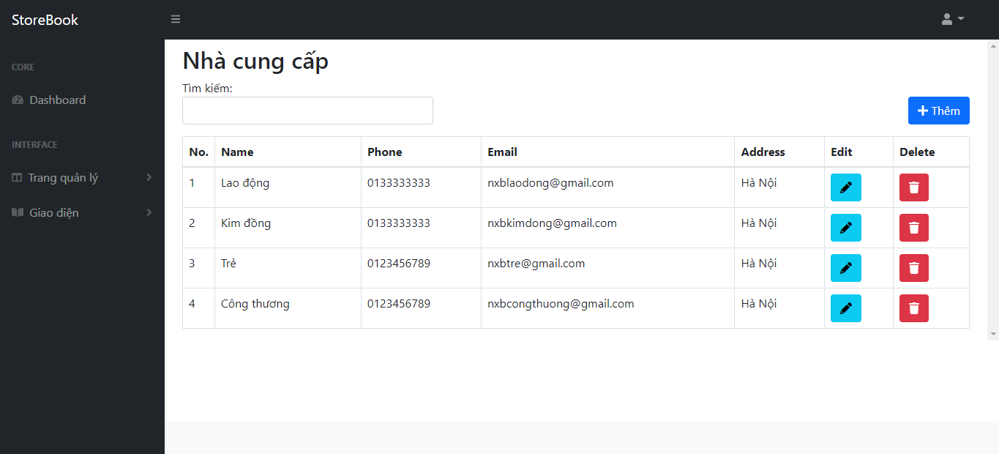 StoreBook
CORE
Dashboard
INTERFACE
Trang quản lý
Giao diện
Nhà cung cấp
Tìm kiếm:
Thêm
No. Name Phone Email Address Edit Delete
1 Lao động 0133333333 nxblaodong@gmail.com Hà Nội
2 Kim đồng 0133333333 nxbkimdong@gmail.com Hà Nội
3 Trẻ 0123456789 nxbtre@gmail.com Hà Nội
4 Công thương 0123456789 nxbcongthuong@gmail.com Hà Nội